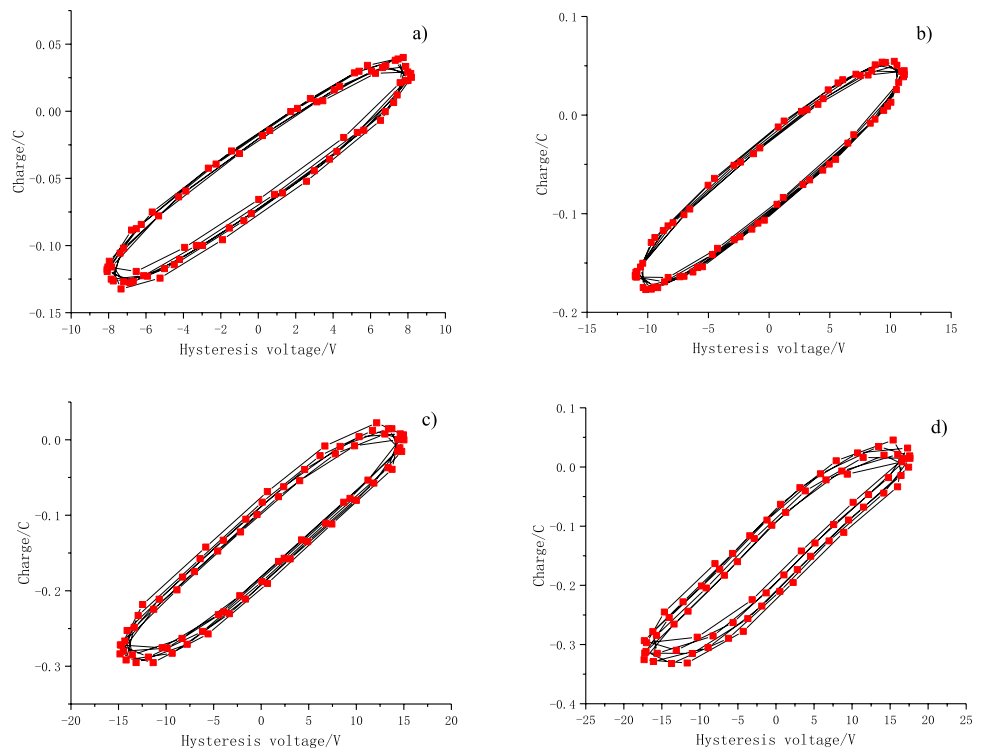 a)
0.05
0.00
-0.05
-0.10
-0.15
Charge/C
-10 -8 -6 -4 -2 0 2 4 6 8 10
Hysteresis voltage/V
b)
0.1
0.0
-0.1
-0.2
Charge/C
-15 -10 -5 0 5 10 15
Hysteresis voltage/V
c)
0.0
-0.1
-0.2
-0.3
Charge/C
-20 -15 -10 -5 0 5 10 15 20
Hysteresis voltage/V
d)
0.1
0.0
-0.1
-0.2
-0.3
-0.4
Charge/C
-25 -20 -15 -10 -5 0 5 10 15 20 25
Hysteresis voltage/V